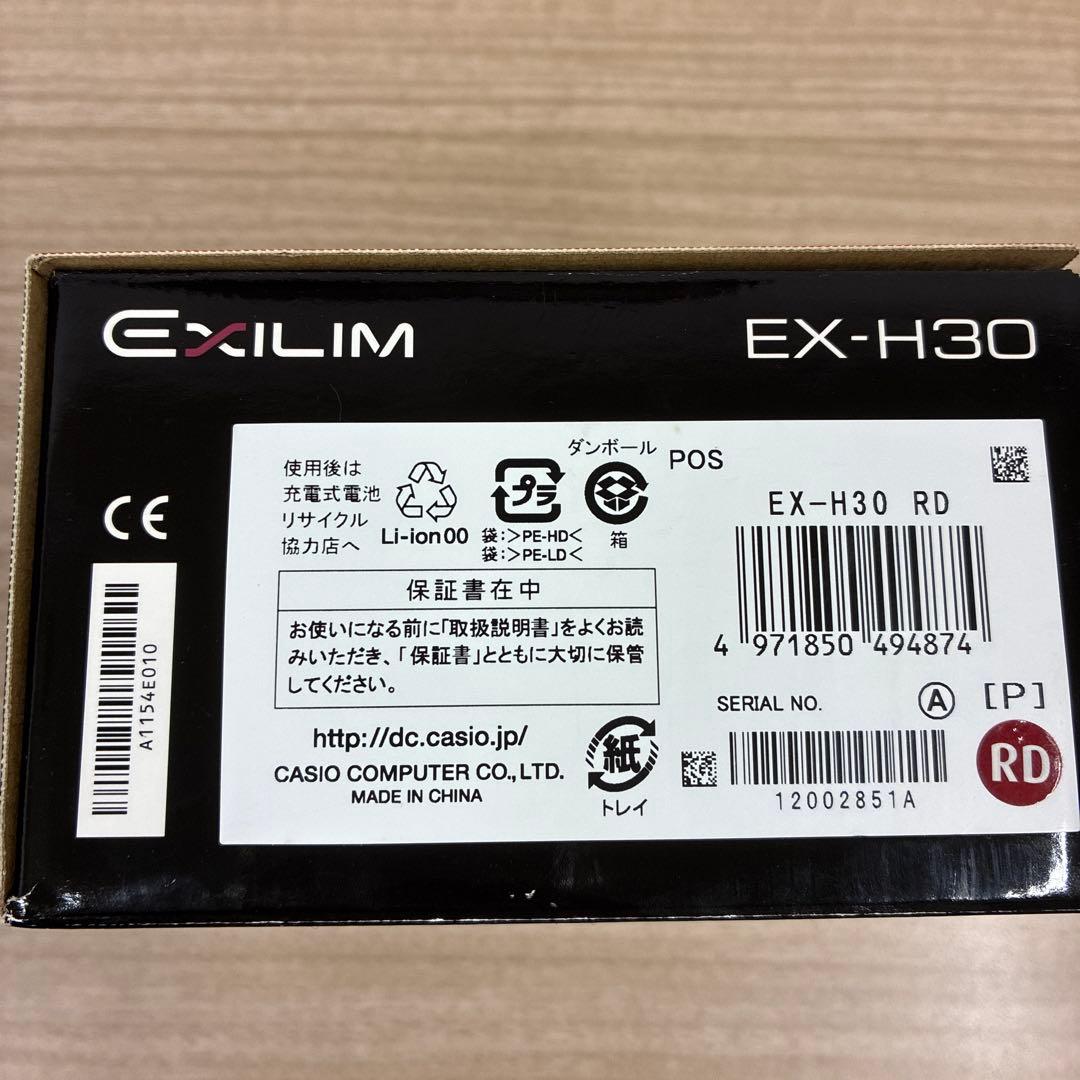 EXILIM
EX-H30
使用後は
充電式電池
リサイクル
協力店へ
Li-ion00
プラ
袋:>PE-HD<
袋:>PE-LD<
ダンボール
箱
POS
EX-H30 RD
4 971850 494874
保証書在中
お使いになる前に「取扱説明書」をよくお読
みいただき、「保証書」とともに大切に保管
してください。
http://dc.casio.jp/
CASIO COMPUTER CO.,LTD.
MADE IN CHINA
紙
トレイ
SERIAL NO.
A
[P]
RD
12002851A
CE
A1154E010